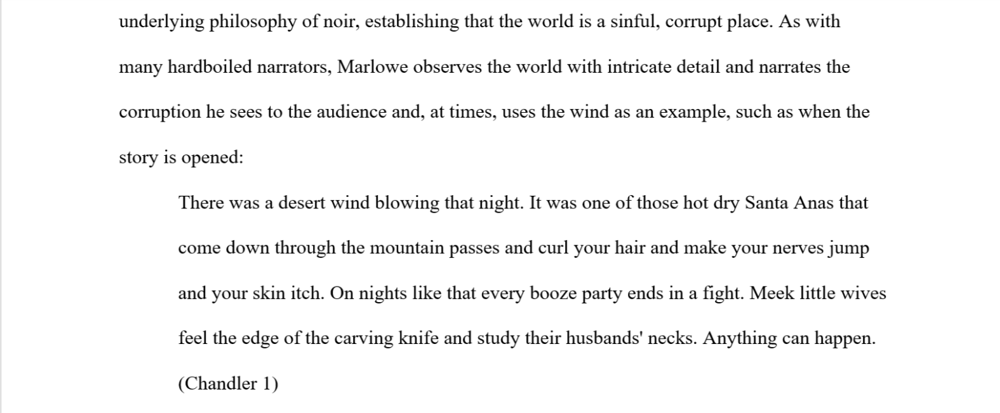 underlying philosophy of noir, establishing that the world is a sinful, corrupt place. As with
many hardboiled narrators, Marlowe observes the world with intricate detail and narrates the
corruption he sees to the audience and, at times, uses the wind as an example, such as when the
story is opened:
There was a desert wind blowing that night. It was one of those hot dry Santa Anas that
come down through the mountain passes and curl your hair and make your nerves jump
and your skin itch. On nights like that every booze party ends in a fight. Meek little wives
feel the edge of the carving knife and study their husbands' necks. Anything can happen.
(Chandler 1)